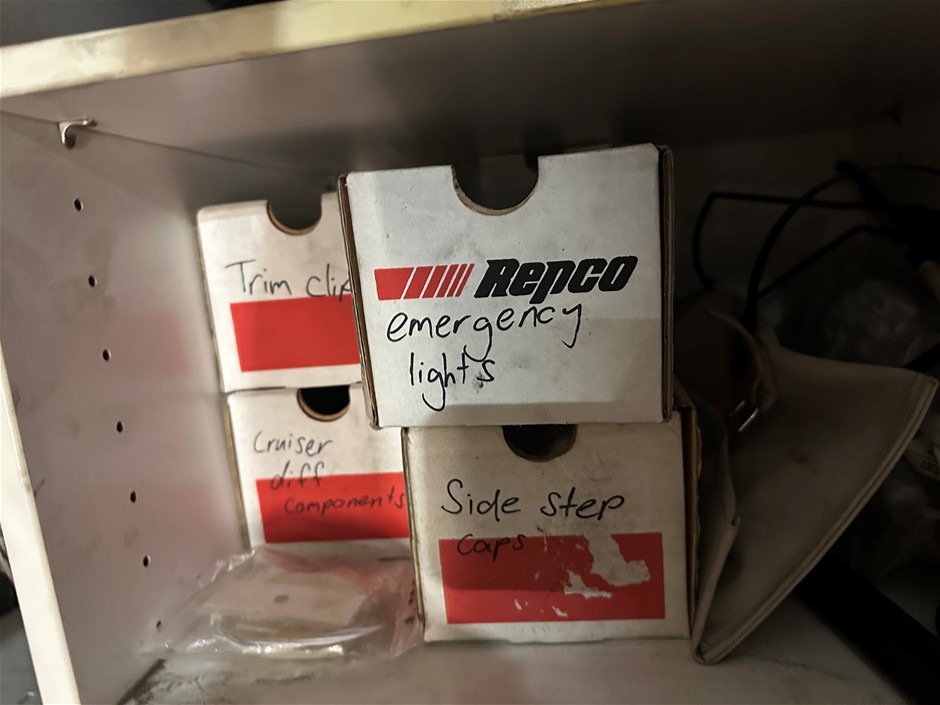 Trim clip
Repco
emergency
lights
Cruiser
diff
components
Side step
caps